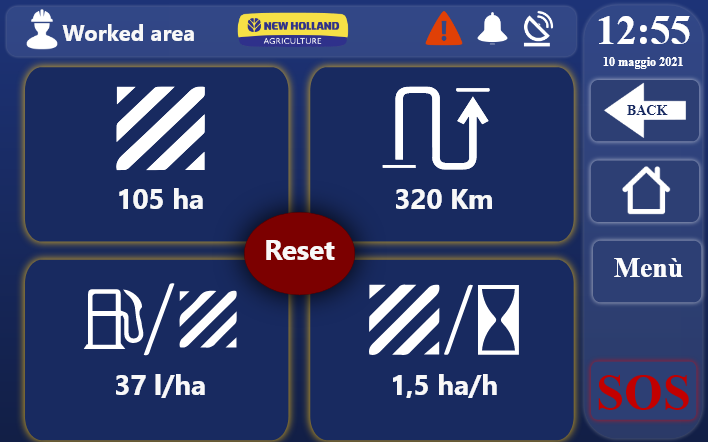 Worked area
NEW HOLLAND
AGRICULTURE
12:55
10 maggio 2021
BACK
105 ha
320 Km
Reset
Menù
37 l/ha
1,5 ha/h
SOS